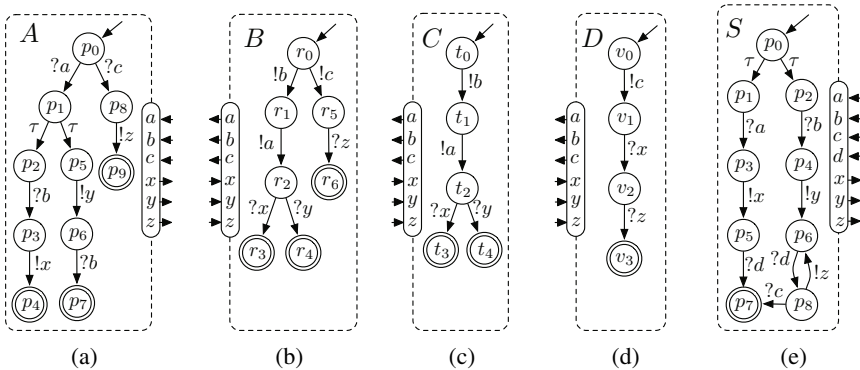 A
p0
?a
?c
p1
p8
τ
τ
!z
p2
p5
p9
?b
!y
p3
p6
!x
?b
p4
p7
a
b
c
x
y
z
(a)
B
r0
!b
!c
r1
r5
!a
?z
r2
r6
?x
?y
r3
r4
a
b
c
x
y
z
(b)
C
t0
!b
t1
!a
t2
?x
?y
t3
t4
a
b
c
x
y
z
(c)
D
v0
!c
v1
?x
v2
?z
v3
a
b
c
x
y
z
(d)
S
p0
τ
τ
p1
p2
?a
?b
p3
p4
!x
!y
p5
p6
?d
?d
!z
p7
?c
p8
a
b
c
d
x
y
z
(e)